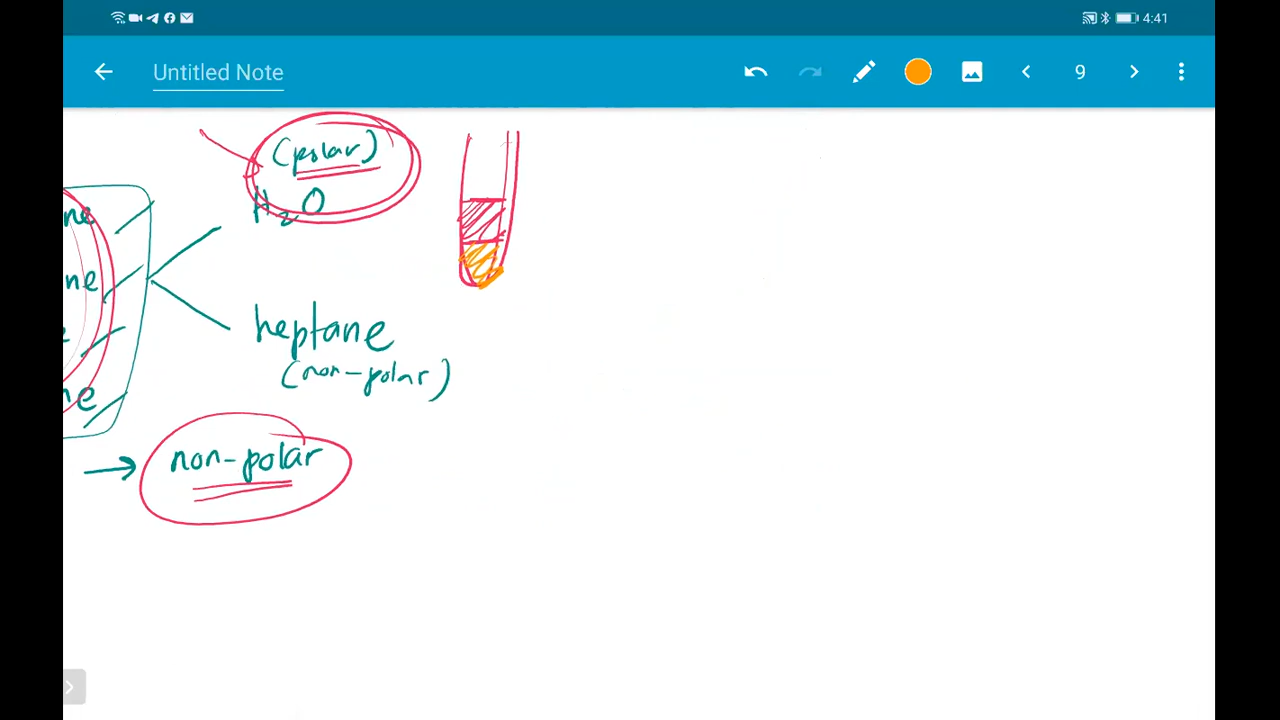 4:41
Untitled Note
9
(polar)
H₂O
ne
ne
ne
heptane
(non-polar)
→ non-polar